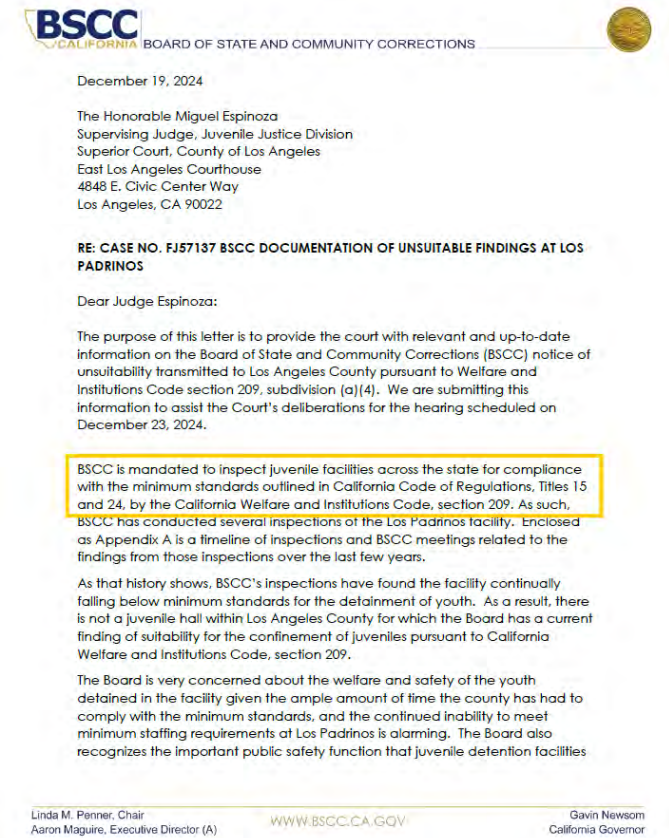 BSCC
CALIFORNIA
BOARD OF STATE AND COMMUNITY CORRECTIONS
December 19, 2024
The Honorable Miguel Espinoza
Supervising Judge, Juvenile Justice Division
Superior Court, County of Los Angeles
East Los Angeles Courthouse
4848 E. Civic Center Way
Los Angeles, CA 90022
RE: CASE NO. FJ57137 BSCC DOCUMENTATION OF UNSUITABLE FINDINGS AT LOS
PADRINOS
Dear Judge Espinoza:
The purpose of this letter is to provide the court with relevant and up-to-date
information on the Board of State and Community Corrections (BSCC) notice of
unsuitability transmitted to Los Angeles County pursuant to Welfare and
Institutions Code section 209, subdivision (a)(4).  We are submitting this
information to assist the Court's deliberations for the hearing scheduled on
December 23, 2024.
BSCC is mandated to inspect juvenile facilities across the state for compliance
with the minimum standards outlined in California Code of Regulations, Titles 15
and 24, by the California Welfare and Institutions Code, section 209. As such,
BSCC has conducted several inspections of the Los Padrinos facility.  Enclosed
as Appendix A is a timeline of inspections and BSCC meetings related to the
findings from those inspections over the last few years.
As that history shows, BSCC's inspections have found the facility continually
falling below minimum standards for the detainment of youth.  As a result, there
is not a juvenile hall within Los Angeles County for which the Board has a current
finding of suitability for the confinement of juveniles pursuant to California
Welfare and Institutions Code, section 209.
The Board is very concerned about the welfare and safety of the youth
detained in the facility given the ample amount of time the county has had to
comply with the minimum standards, and the continued inability to meet
minimum staffing requirements at Los Padrinos is alarming.  The Board also
recognizes the important public safety function that juvenile detention facilities
Linda M. Penner, Chair
Aaron Maguire, Executive Director (A)
WWW.BSCC.CA.GOV
Gavin Newsom
California Governor